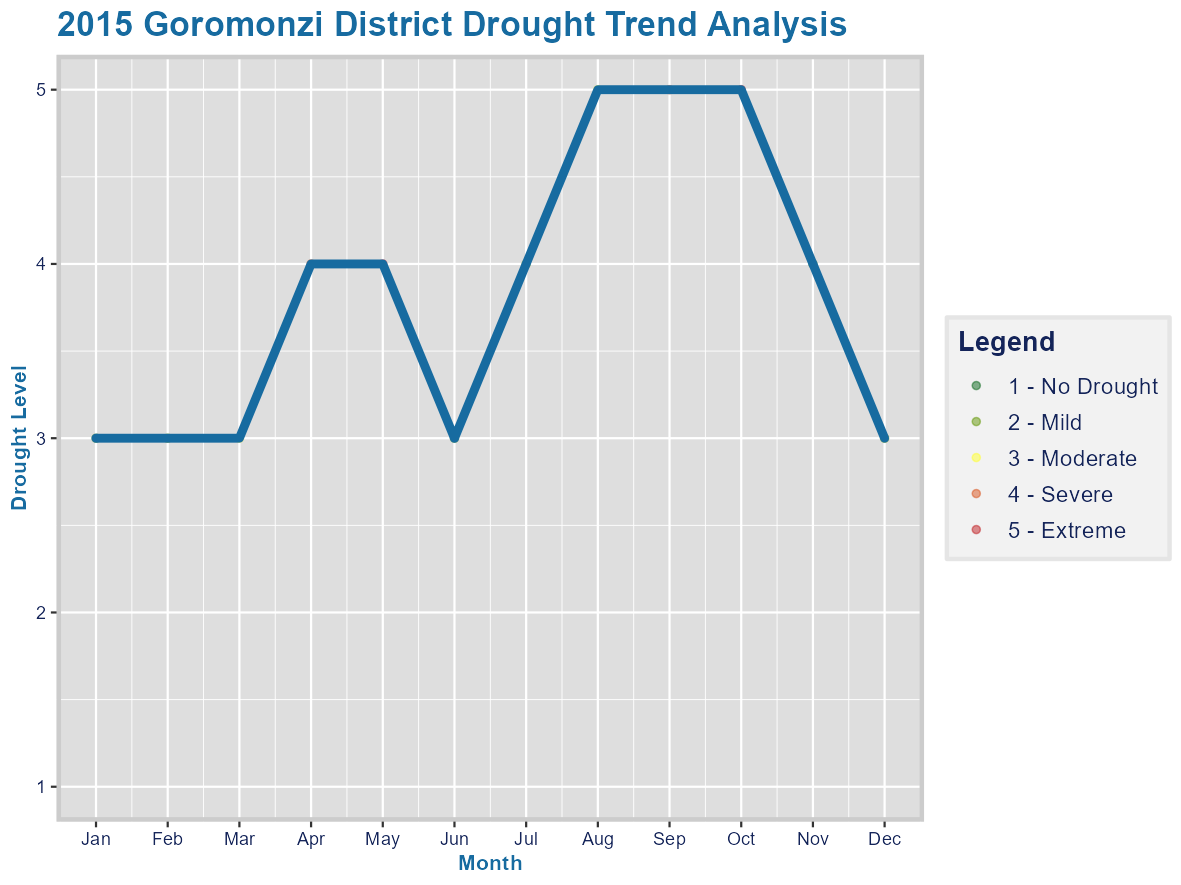 2015 Goromonzi District Drought Trend Analysis
Drought Level
5
4
3
2
1
Jan Feb Mar Apr May Jun Jul Aug Sep Oct Nov Dec
Month
Legend
1 - No Drought
2 - Mild
3 - Moderate
4 - Severe
5 - Extreme